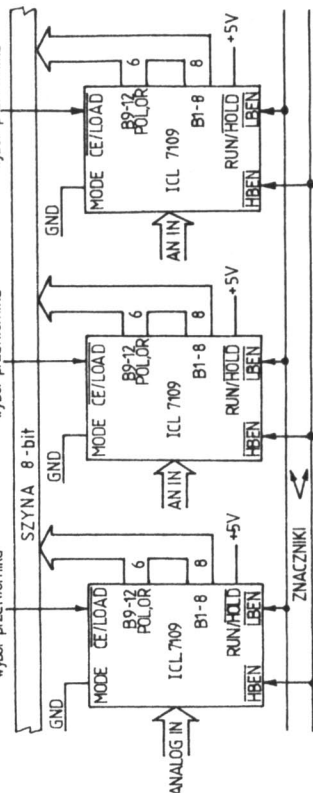 SZYNA 8-bit
GND
MODE CE/LOAD
B9-12
POL,OR
6
ICL 7109
8
B1-8
RUN/HOLD
+5V
HBEN LBEN
ANALOG IN
GND
MODE CE/LOAD
B9-12
POL,OR
6
ICL 7109
8
B1-8
RUN/HOLD
+5V
HBEN LBEN
AN IN
GND
MODE CE/LOAD
B9-12
POL,OR
6
ICL 7109
8
B1-8
RUN/HOLD
+5V
HBEN LBEN
AN IN
ZNACZNIKI